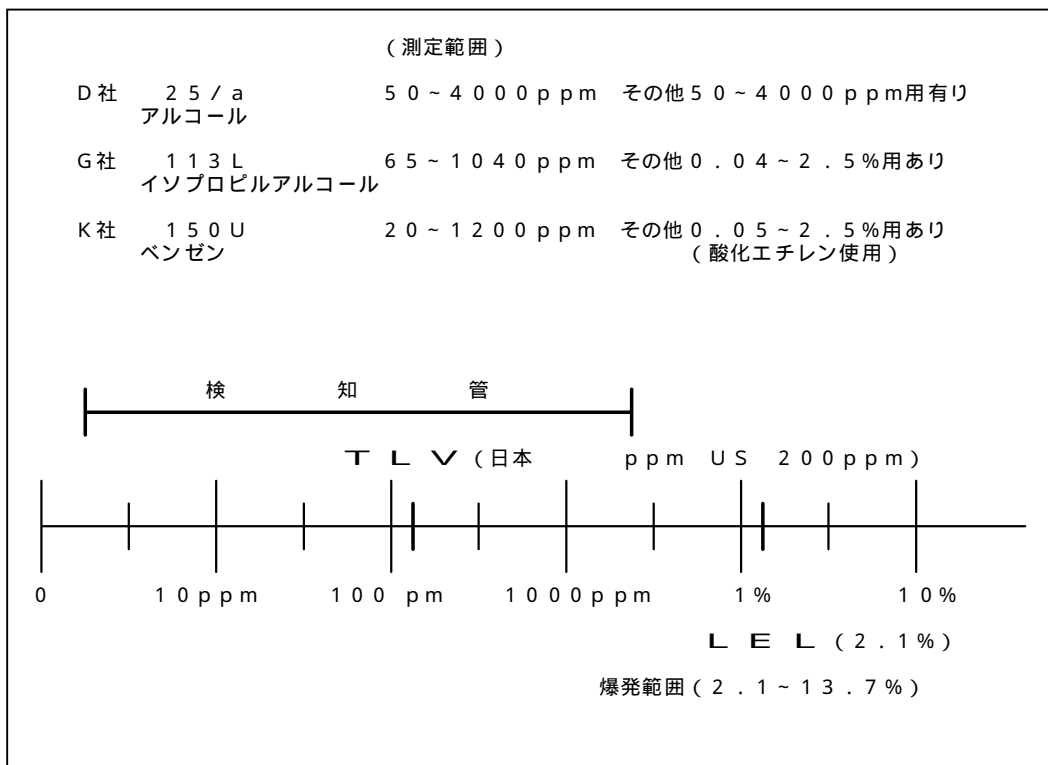 (測定範囲)
D社 25/a 50~4000ppm その他50~4000ppm用有り
アルコール
G社 113L 65~1040ppm その他0.04~2.5%用あり
イソプロピルアルコール
K社 150U 20~1200ppm その他0.05~2.5%用あり
ベンゼン (酸化エチレン使用)
検知管
TLV(日本 ppm US 200ppm)
0 10ppm 100 pm 1000ppm 1% 10%
LEL(2.1%)
爆発範囲(2.1~13.7%)